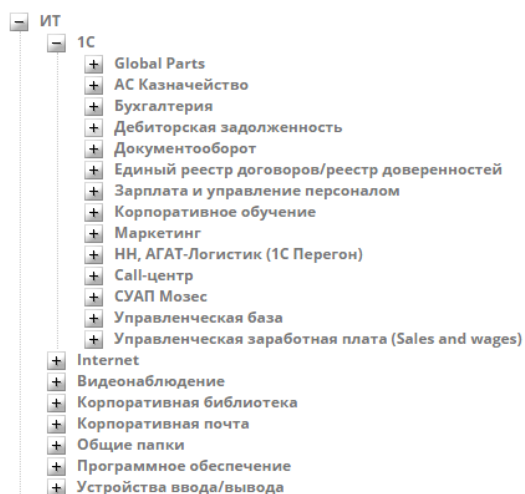 ИТ
1С
Global Parts
АС Казначейство
Бухгалтерия
Дебиторская задолженность
Документооборот
Единый реестр договоров/реестр доверенностей
Зарплата и управление персоналом
Корпоративное обучение
Маркетинг
НН, АГАТ-Логистик (1С Перегон)
Call-центр
СУАП Мозес
Управленческая база
Управленческая заработная плата (Sales and wages)
Internet
Видеонаблюдение
Корпоративная библиотека
Корпоративная почта
Общие папки
Программное обеспечение
Устройства ввода/вывода